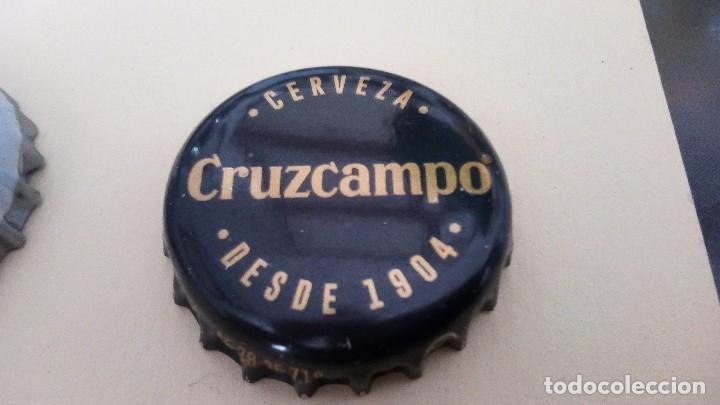 CERVEZA
Cruzcampo
DESDE 1904
todocoleccion